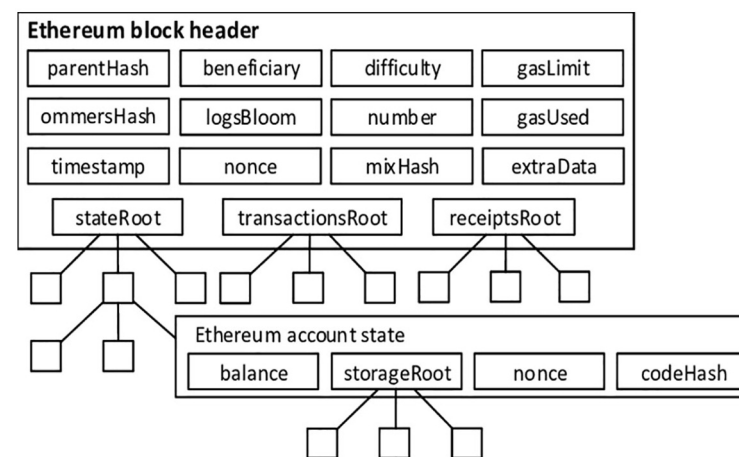 Ethereum block header
parentHash beneficiary difficulty gasLimit
ommersHash logsBloom number gasUsed
timestamp nonce mixHash extraData
stateRoot transactionsRoot receiptsRoot
Ethereum account state
balance storageRoot nonce codeHash